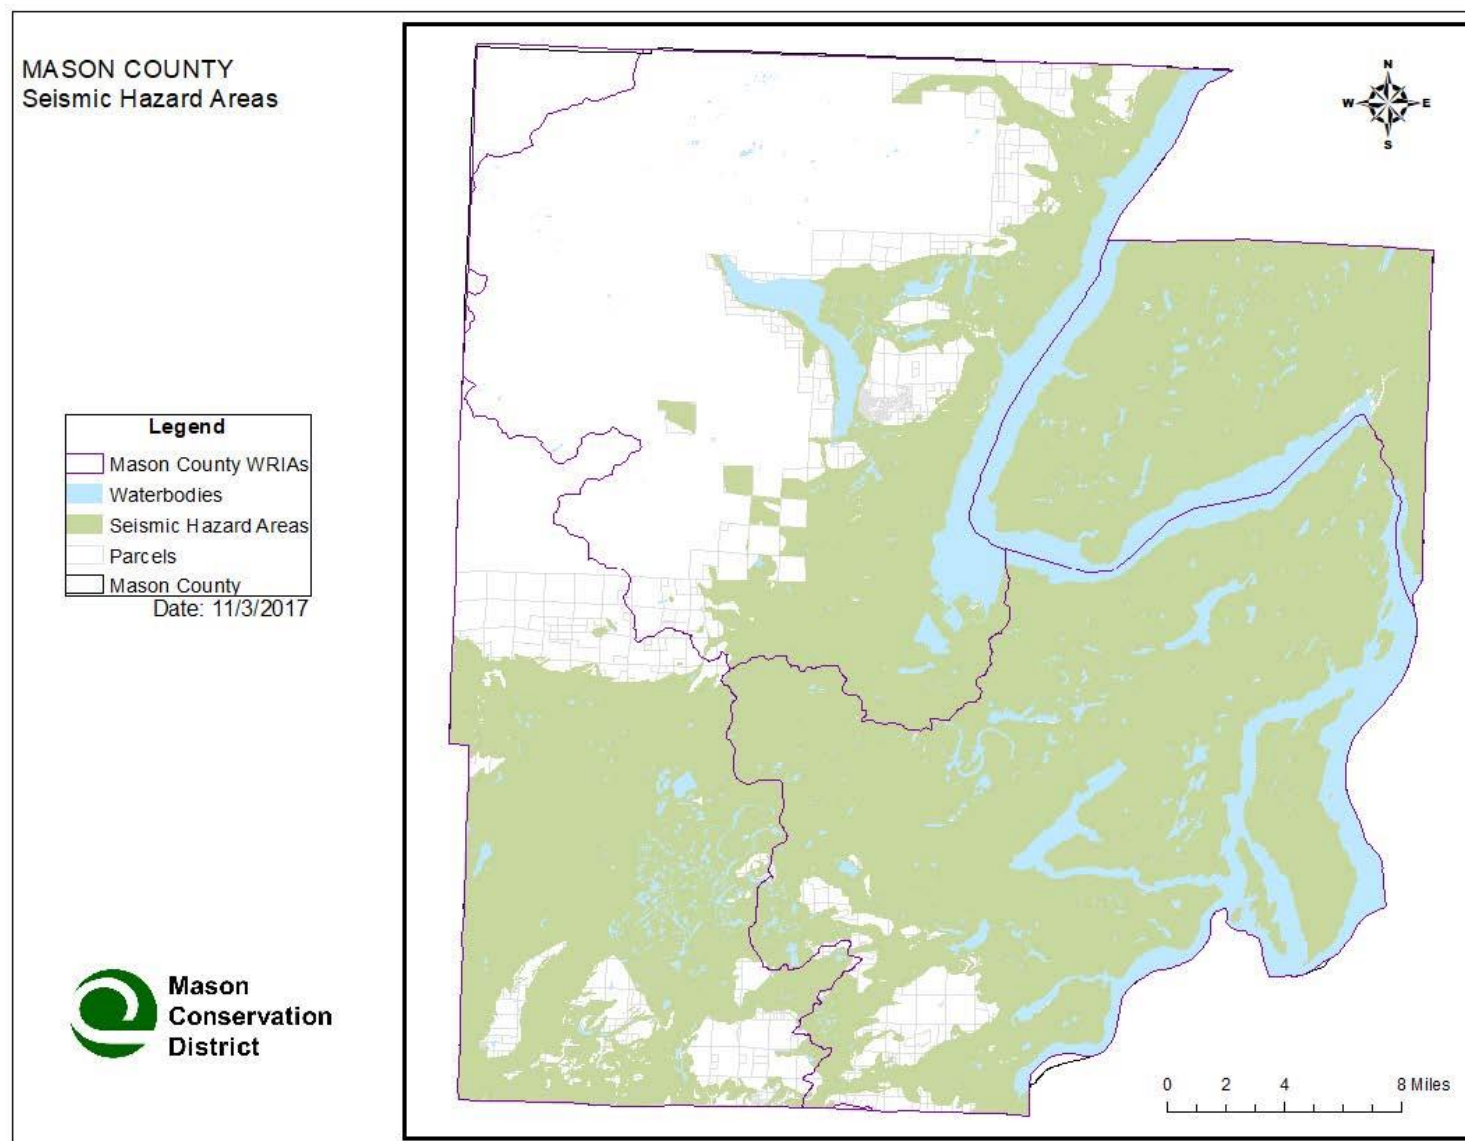 MASON COUNTY
Seismic Hazard Areas
N
W E
S
Legend
Mason County WRIAs
Waterbodies
Seismic Hazard Areas
Parcels
Mason County
Date: 11/3/2017
Mason
Conservation
District
0 2 4 8 Miles